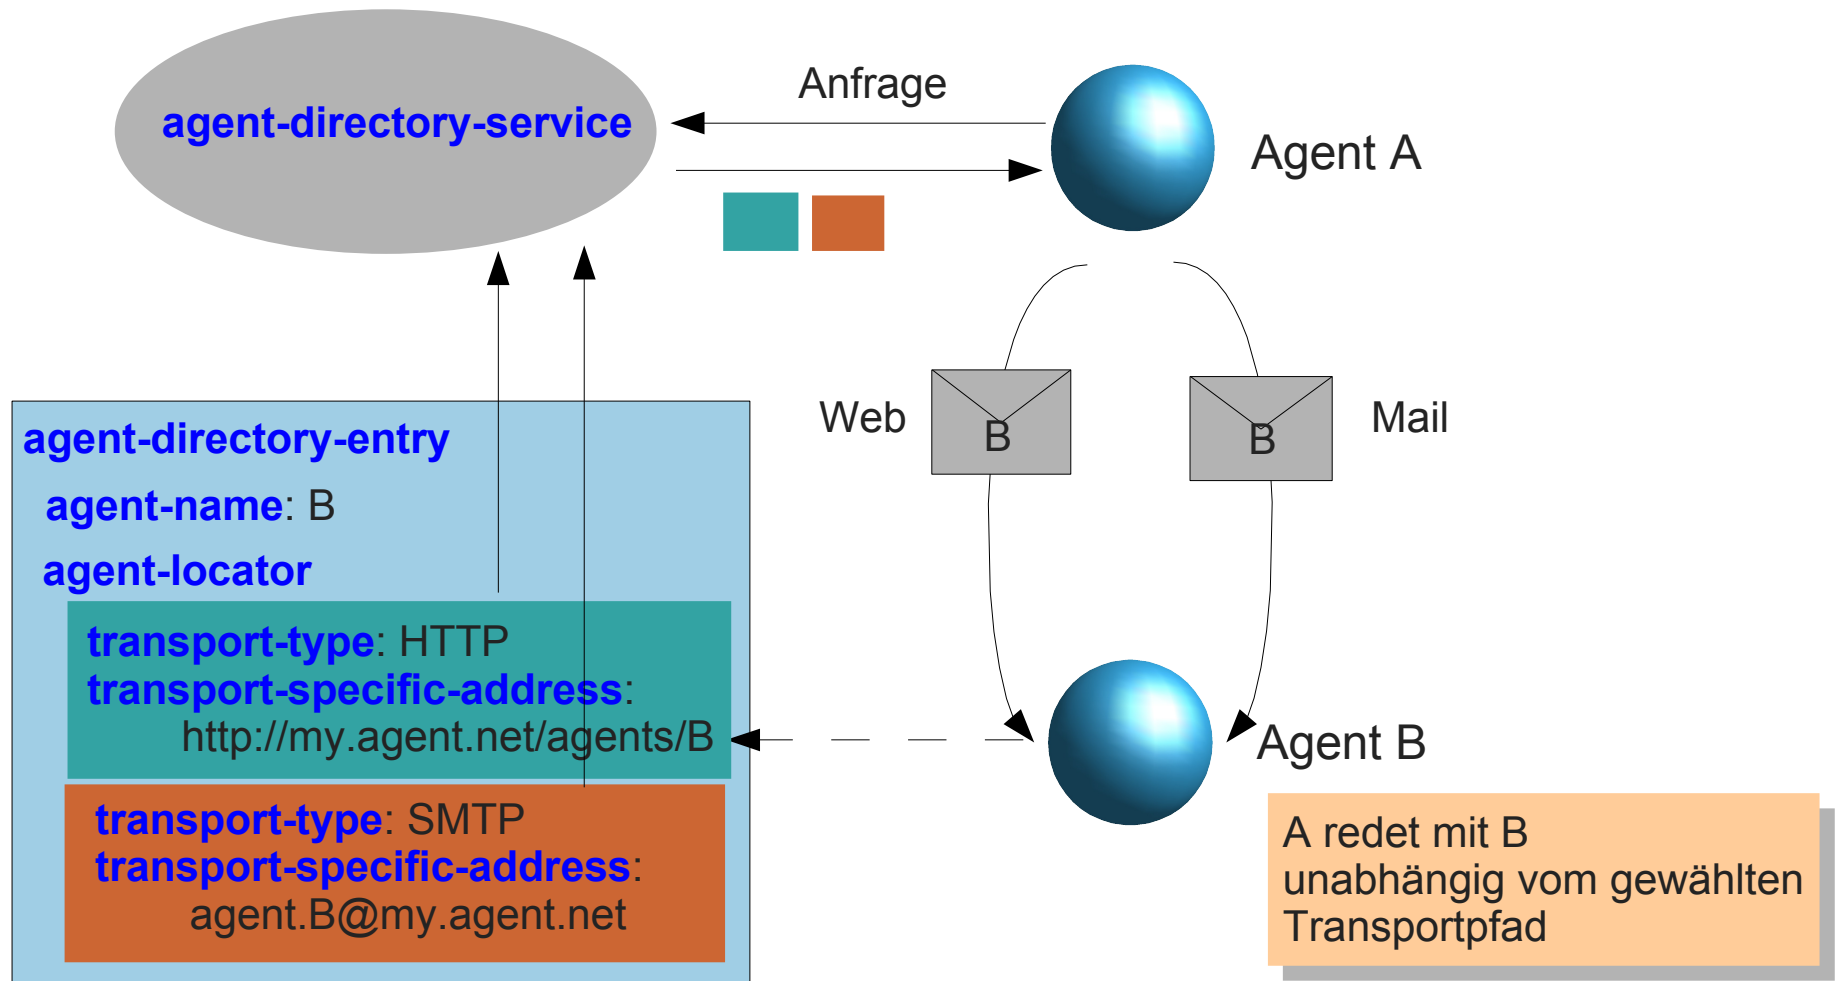 agent-directory-service
Anfrage
Agent A
Web
B
B
Mail
agent-directory-entry
agent-name: B
agent-locator
transport-type: HTTP
transport-specific-address:
http://my.agent.net/agents/B
transport-type: SMTP
transport-specific-address:
agent.B@my.agent.net
Agent B
A redet mit B
unabhängig vom gewählten
Transportpfad